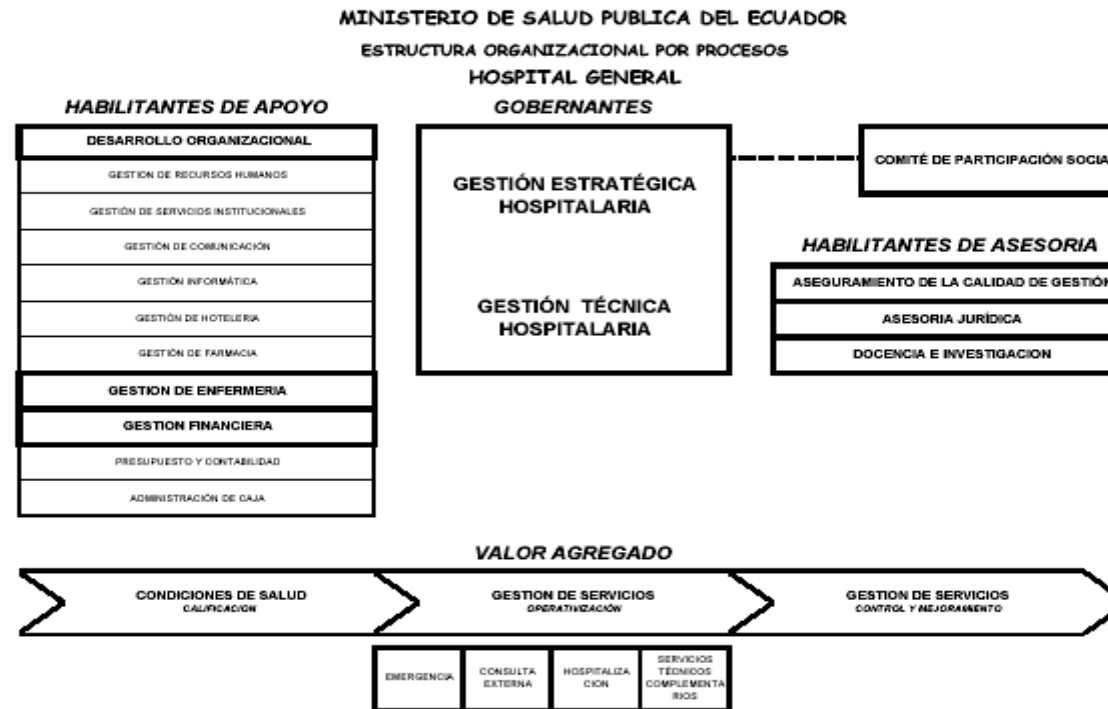 MINISTERIO DE SALUD PUBLICA DEL ECUADOR
ESTRUCTURA ORGANIZACIONAL POR PROCESOS
HOSPITAL GENERAL
HABILITANTES DE APOYO
DESARROLLO ORGANIZACIONAL
GESTION DE RECURSOS HUMANOS
GESTIÓN DE SERVICIOS INSTITUCIONALES
GESTIÓN DE COMUNICACIÓN
GESTIÓN INFORMÁTICA
GESTIÓN DE HOTELERIA
GESTIÓN DE FARMACIA
GESTION DE ENFERMERIA
GESTION FINANCIERA
PRESUPUESTO Y CONTABILIDAD
ADMINISTRACIÓN DE CAJA
GOBERNANTES
GESTIÓN ESTRATÉGICA
HOSPITALARIA
GESTIÓN TÉCNICA
HOSPITALARIA
COMITÉ DE PARTICIPACIÓN SOCIA
HABILITANTES DE ASESORIA
ASEGURAMIENTO DE LA CALIDAD DE GESTIÓN
ASESORIA JURÍDICA
DOCENCIA E INVESTIGACION
VALOR AGREGADO
CONDICIONES DE SALUD
CALIFICACION
GESTION DE SERVICIOS
OPERATIVIZACIÓN
GESTION DE SERVICIOS
CONTROL Y MEJORAMIENTO
EMERGENCIA
CONSULTA
EXTERNA
HOSPITALIZA
CION
SERVICIOS
TÉCNICOS
COMPLEMENTA
RIOS